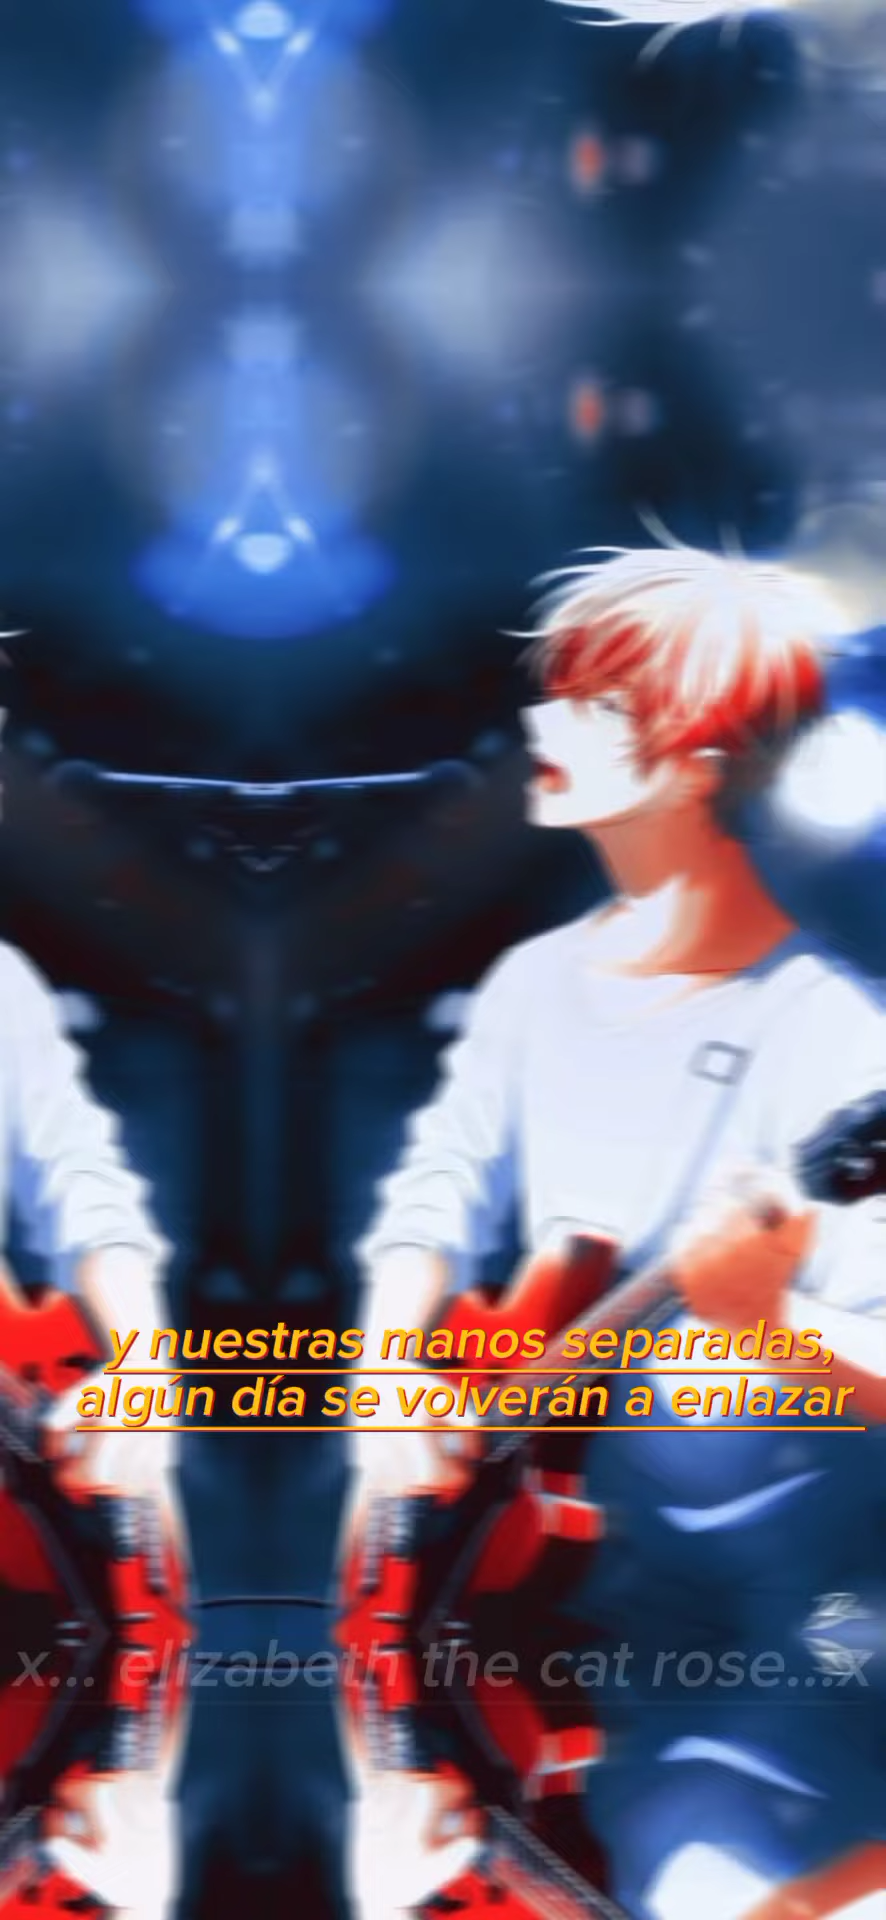 y nuestras manos separadas,
algún día se volverán a enlazar
x... elizabeth the cat rose...x